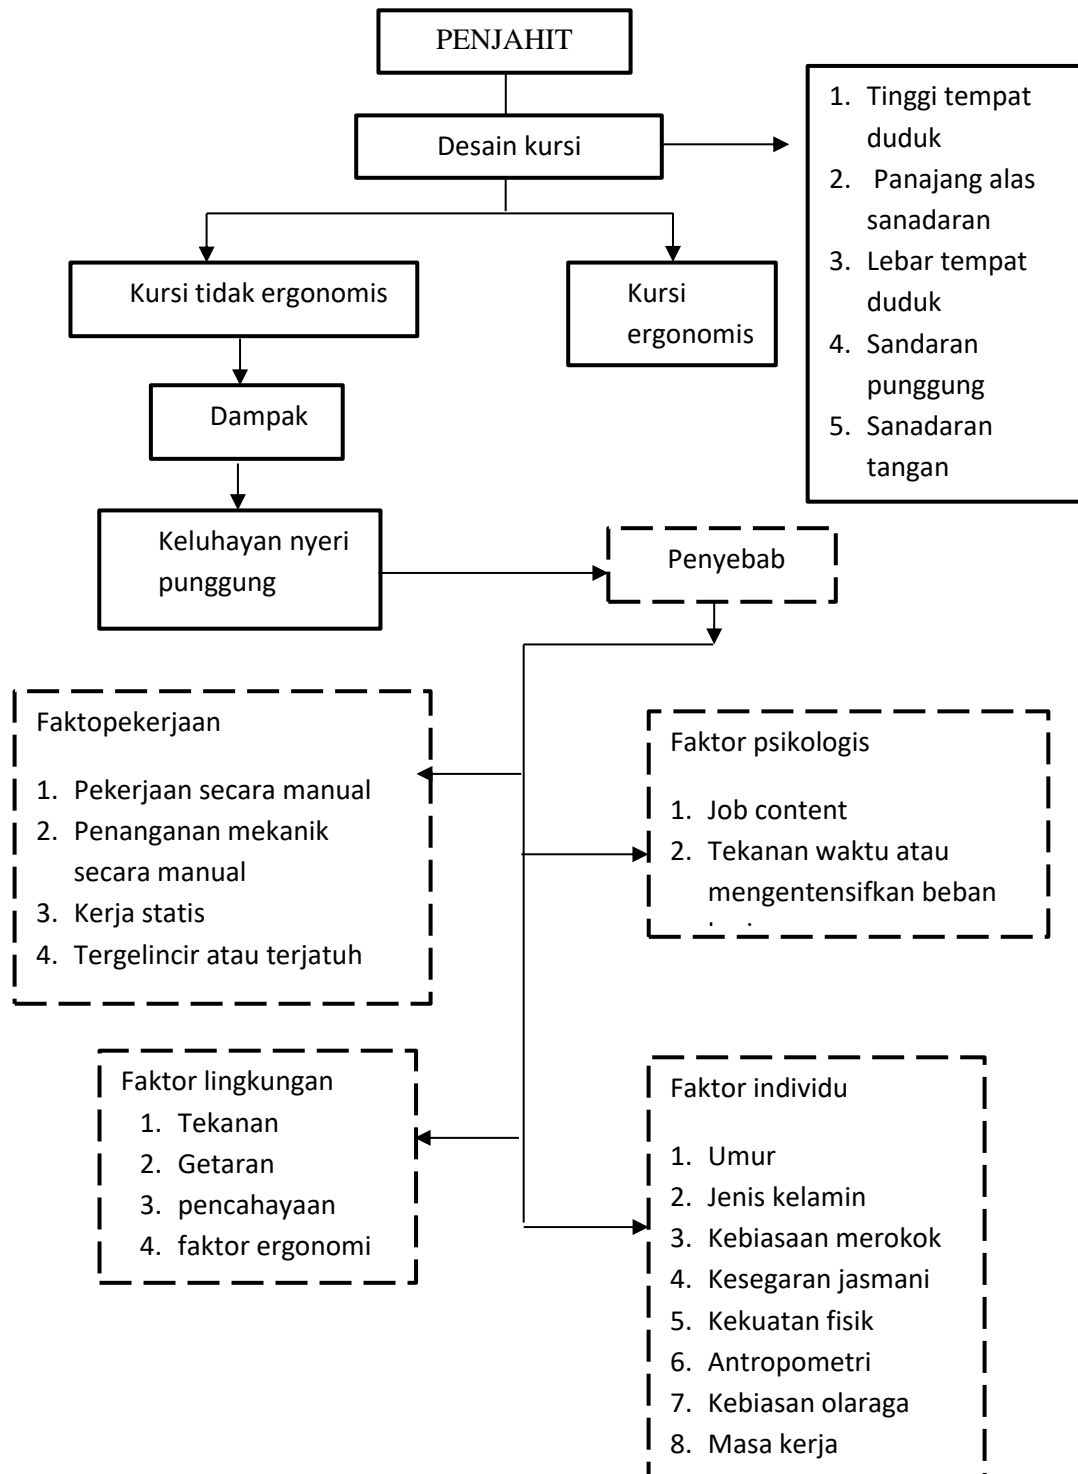 PENJAHIT
Desain kursi
1. Tinggi tempat
duduk
2. Panajang alas
sanadaran
3. Lebar tempat
duduk
4. Sandaran
punggung
5. Sanadaran
tangan
Kursi tidak ergonomis
Kursi
ergonomis
Dampak
Keluhayan nyeri
punggung
Penyebab
Faktopekerjaan
1. Pekerjaan secara manual
2. Penanganan mekanik
secara manual
3. Kerja statis
4. Tergelincir atau terjatuh
Faktor psikologis
1. Job content
2. Tekanan waktu atau
mengentensifkan beban
Faktor lingkungan
1. Tekanan
2. Getaran
3. pencahayaan
4. faktor ergonomi
Faktor individu
1. Umur
2. Jenis kelamin
3. Kebiasaan merokok
4. Kesegaran jasmani
5. Kekuatan fisik
6. Antropometri
7. Kebiasan olaraga
8. Masa kerja